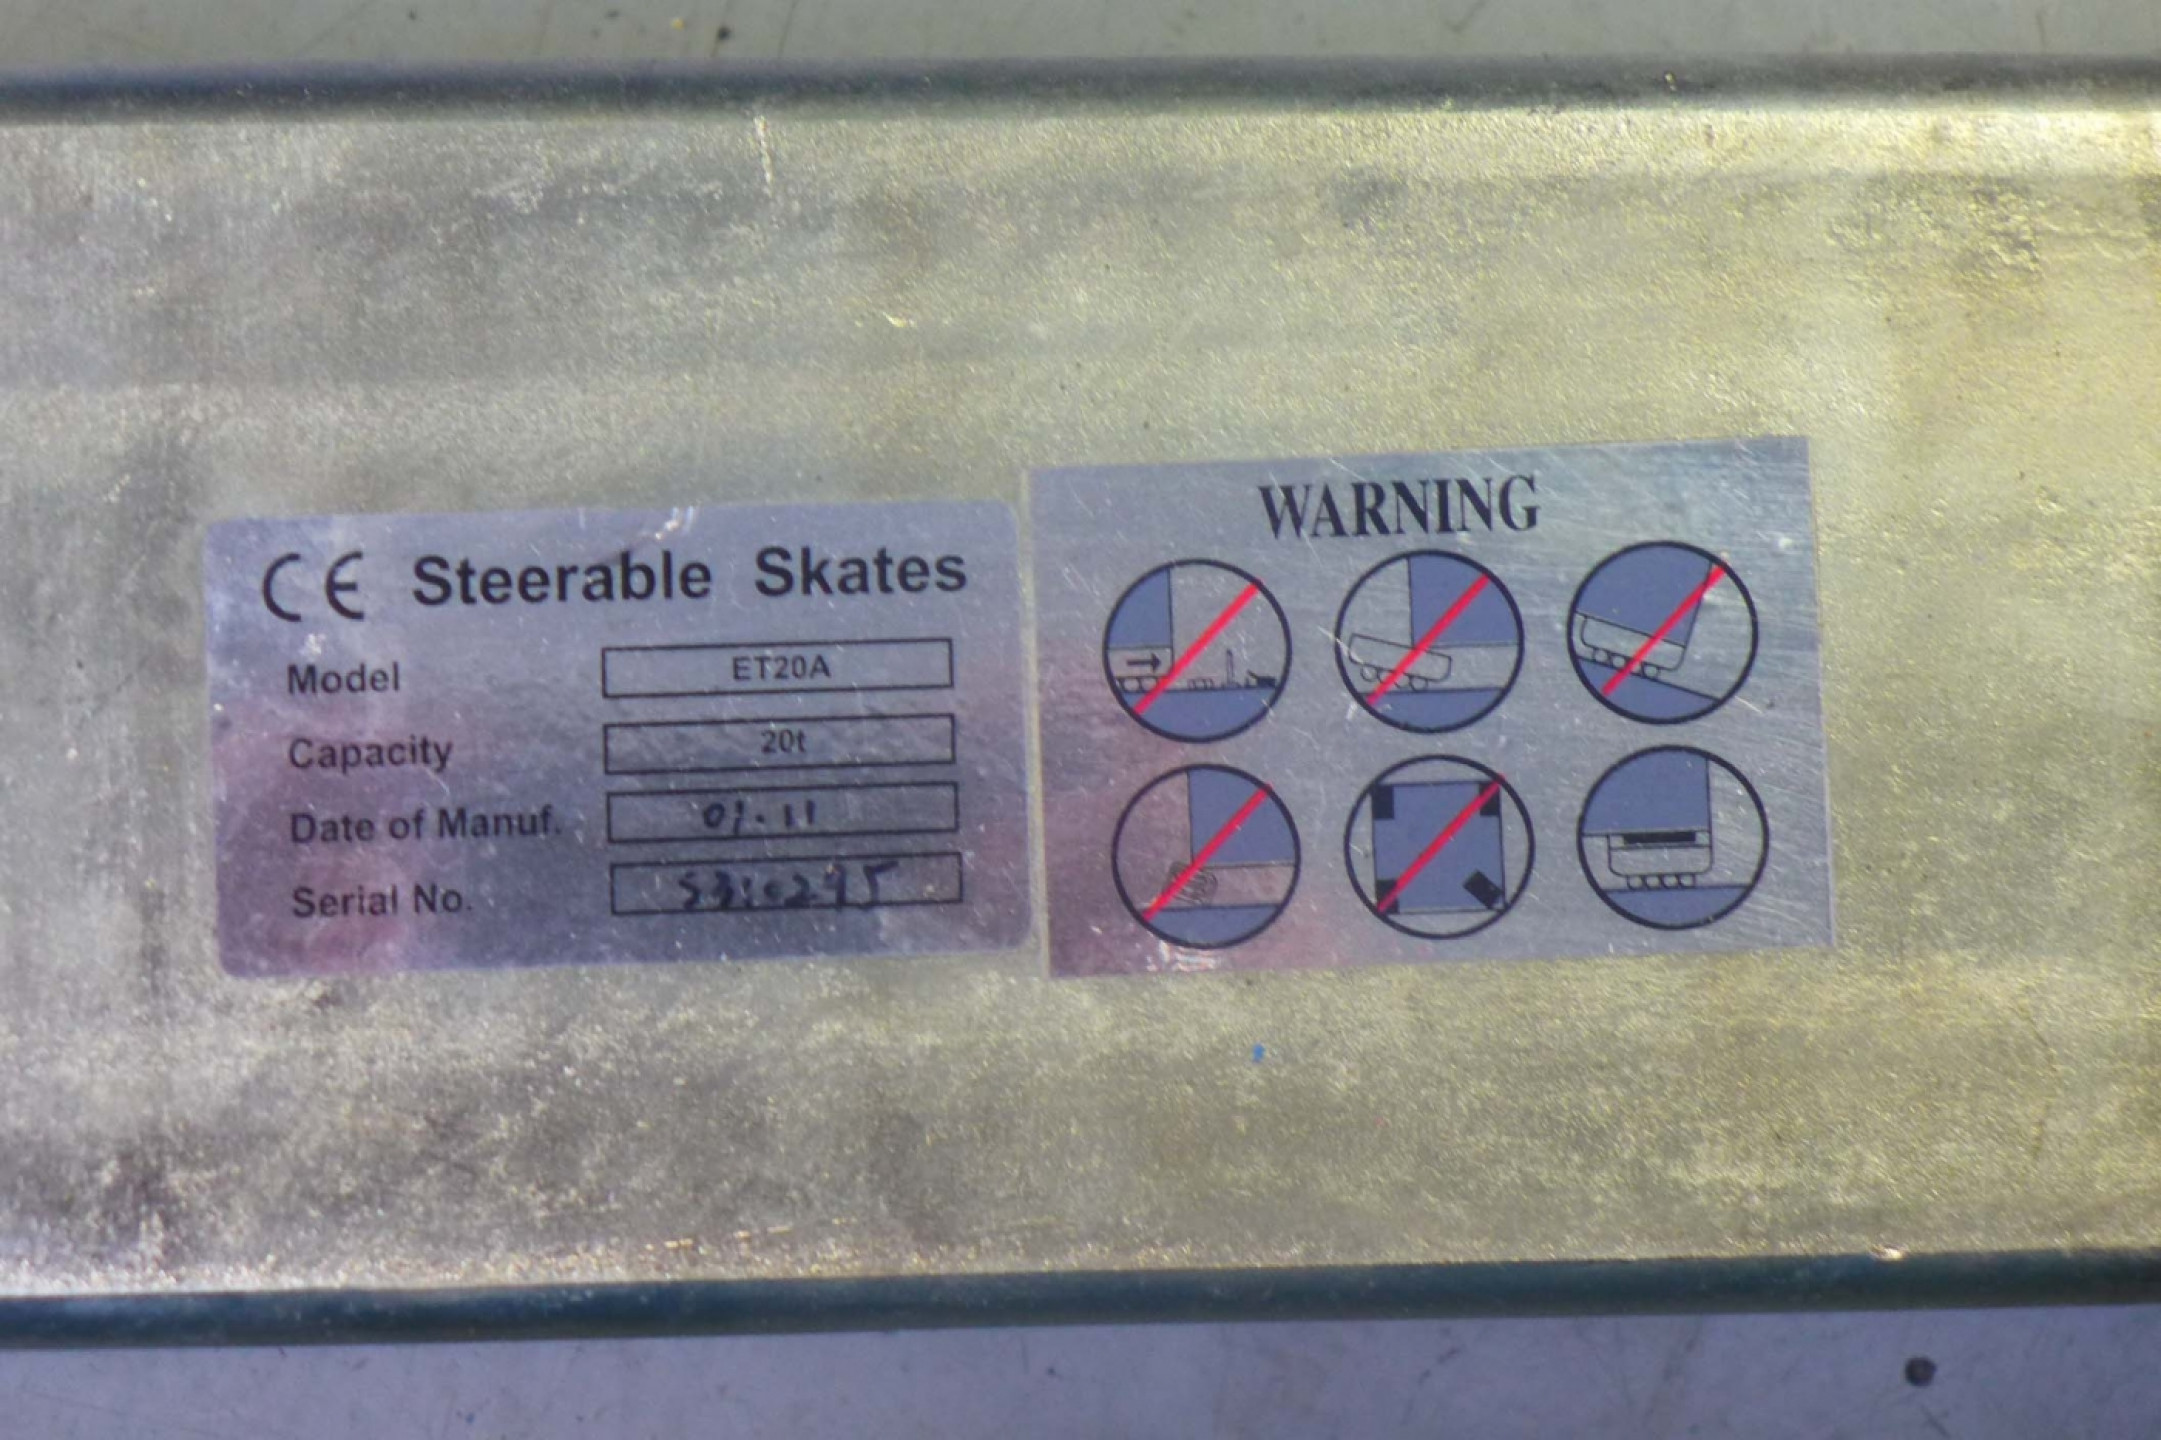 CE Steerable Skates
Model ET20A
Capacity 20t
Date of Manuf.
Serial No.
WARNING